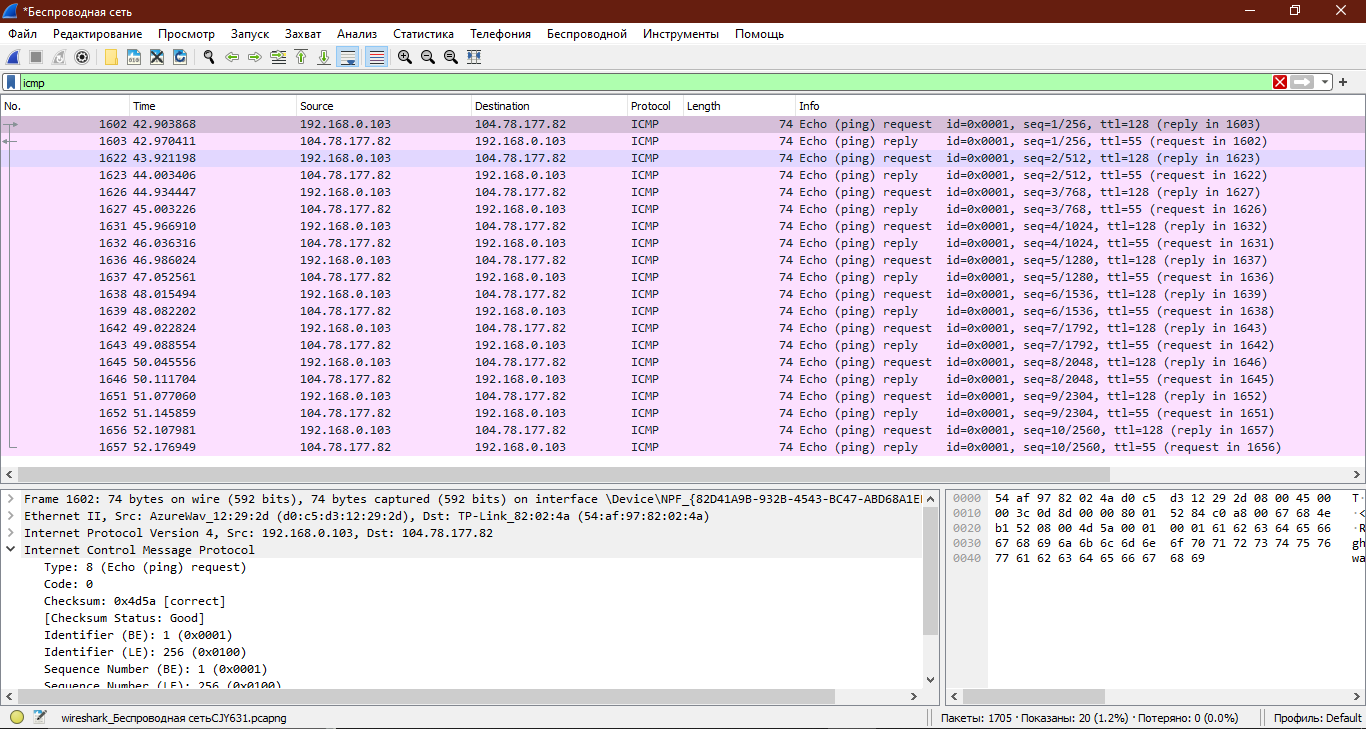 *Беспроводная сеть
Файл Редактирование Просмотр Запуск Захват Анализ Статистика Телефония Беспроводной Инструменты Помощь
icmp
No. Time Source Destination Protocol Length Info
1602 42.903868 192.168.0.103 104.78.177.82 ICMP 74 Echo (ping) request id=0x0001, seq=1/256, ttl=128 (reply in 1603)
1603 42.970411 104.78.177.82 192.168.0.103 ICMP 74 Echo (ping) reply id=0x0001, seq=1/256, ttl=55 (request in 1602)
1622 43.921198 192.168.0.103 104.78.177.82 ICMP 74 Echo (ping) request id=0x0001, seq=2/512, ttl=128 (reply in 1623)
1623 44.003406 104.78.177.82 192.168.0.103 ICMP 74 Echo (ping) reply id=0x0001, seq=2/512, ttl=55 (request in 1622)
1626 44.934447 192.168.0.103 104.78.177.82 ICMP 74 Echo (ping) request id=0x0001, seq=3/768, ttl=128 (reply in 1627)
1627 45.003226 104.78.177.82 192.168.0.103 ICMP 74 Echo (ping) reply id=0x0001, seq=3/768, ttl=55 (request in 1626)
1631 45.966910 192.168.0.103 104.78.177.82 ICMP 74 Echo (ping) request id=0x0001, seq=4/1024, ttl=128 (reply in 1632)
1632 46.036316 104.78.177.82 192.168.0.103 ICMP 74 Echo (ping) reply id=0x0001, seq=4/1024, ttl=55 (request in 1631)
1636 46.986024 192.168.0.103 104.78.177.82 ICMP 74 Echo (ping) request id=0x0001, seq=5/1280, ttl=128 (reply in 1637)
1637 47.052561 104.78.177.82 192.168.0.103 ICMP 74 Echo (ping) reply id=0x0001, seq=5/1280, ttl=55 (request in 1636)
1638 48.015494 192.168.0.103 104.78.177.82 ICMP 74 Echo (ping) request id=0x0001, seq=6/1536, ttl=128 (reply in 1639)
1639 48.082202 104.78.177.82 192.168.0.103 ICMP 74 Echo (ping) reply id=0x0001, seq=6/1536, ttl=55 (request in 1638)
1642 49.022824 192.168.0.103 104.78.177.82 ICMP 74 Echo (ping) request id=0x0001, seq=7/1792, ttl=128 (reply in 1643)
1643 49.088554 104.78.177.82 192.168.0.103 ICMP 74 Echo (ping) reply id=0x0001, seq=7/1792, ttl=55 (request in 1642)
1645 50.045556 192.168.0.103 104.78.177.82 ICMP 74 Echo (ping) request id=0x0001, seq=8/2048, ttl=128 (reply in 1646)
1646 50.111704 104.78.177.82 192.168.0.103 ICMP 74 Echo (ping) reply id=0x0001, seq=8/2048, ttl=55 (request in 1645)
1651 51.077060 192.168.0.103 104.78.177.82 ICMP 74 Echo (ping) request id=0x0001, seq=9/2304, ttl=128 (reply in 1652)
1652 51.145859 104.78.177.82 192.168.0.103 ICMP 74 Echo (ping) reply id=0x0001, seq=9/2304, ttl=55 (request in 1651)
1656 52.107981 192.168.0.103 104.78.177.82 ICMP 74 Echo (ping) request id=0x0001, seq=10/2560, ttl=128 (reply in 1657)
1657 52.176949 104.78.177.82 192.168.0.103 ICMP 74 Echo (ping) reply id=0x0001, seq=10/2560, ttl=55 (request in 1656)
Frame 1602: 74 bytes on wire (592 bits), 74 bytes captured (592 bits) on interface \Device\NPF_{82D41A9B-932B-4543-BC47-ABD68A1E
Ethernet II, Src: AzureWav_12:29:2d (d0:c5:d3:12:29:2d), Dst: TP-Link_82:02:4a (54:af:97:82:02:4a)
Internet Protocol Version 4, Src: 192.168.0.103, Dst: 104.78.177.82
Internet Control Message Protocol
Type: 8 (Echo (ping) request)
Code: 0
Checksum: 0x4d5a [correct]
[Checksum Status: Good]
Identifier (BE): 1 (0x0001)
Identifier (LE): 256 (0x0100)
Sequence Number (BE): 1 (0x0001)
Sequence Number (LE): 256 (0x0100)
0000 54 af 97 82 02 4a d0 c5 d3 12 29 2d 08 00 45 00 T·
0010 00 3c 0d 8d 00 00 80 01 52 84 c0 a8 00 67 68 4e ·<
0020 b1 52 08 00 4d 5a 00 01 00 01 61 62 63 64 65 66 ·R
0030 67 68 69 6a 6b 6c 6d 6e 6f 70 71 72 73 74 75 76 gh
0040 77 61 62 63 64 65 66 67 68 69 wa
wireshark_Беспроводная сетьCJY631.pcapng
Пакеты: 1705 · Показаны: 20 (1.2%) · Потеряно: 0 (0.0%)
Профиль: Default